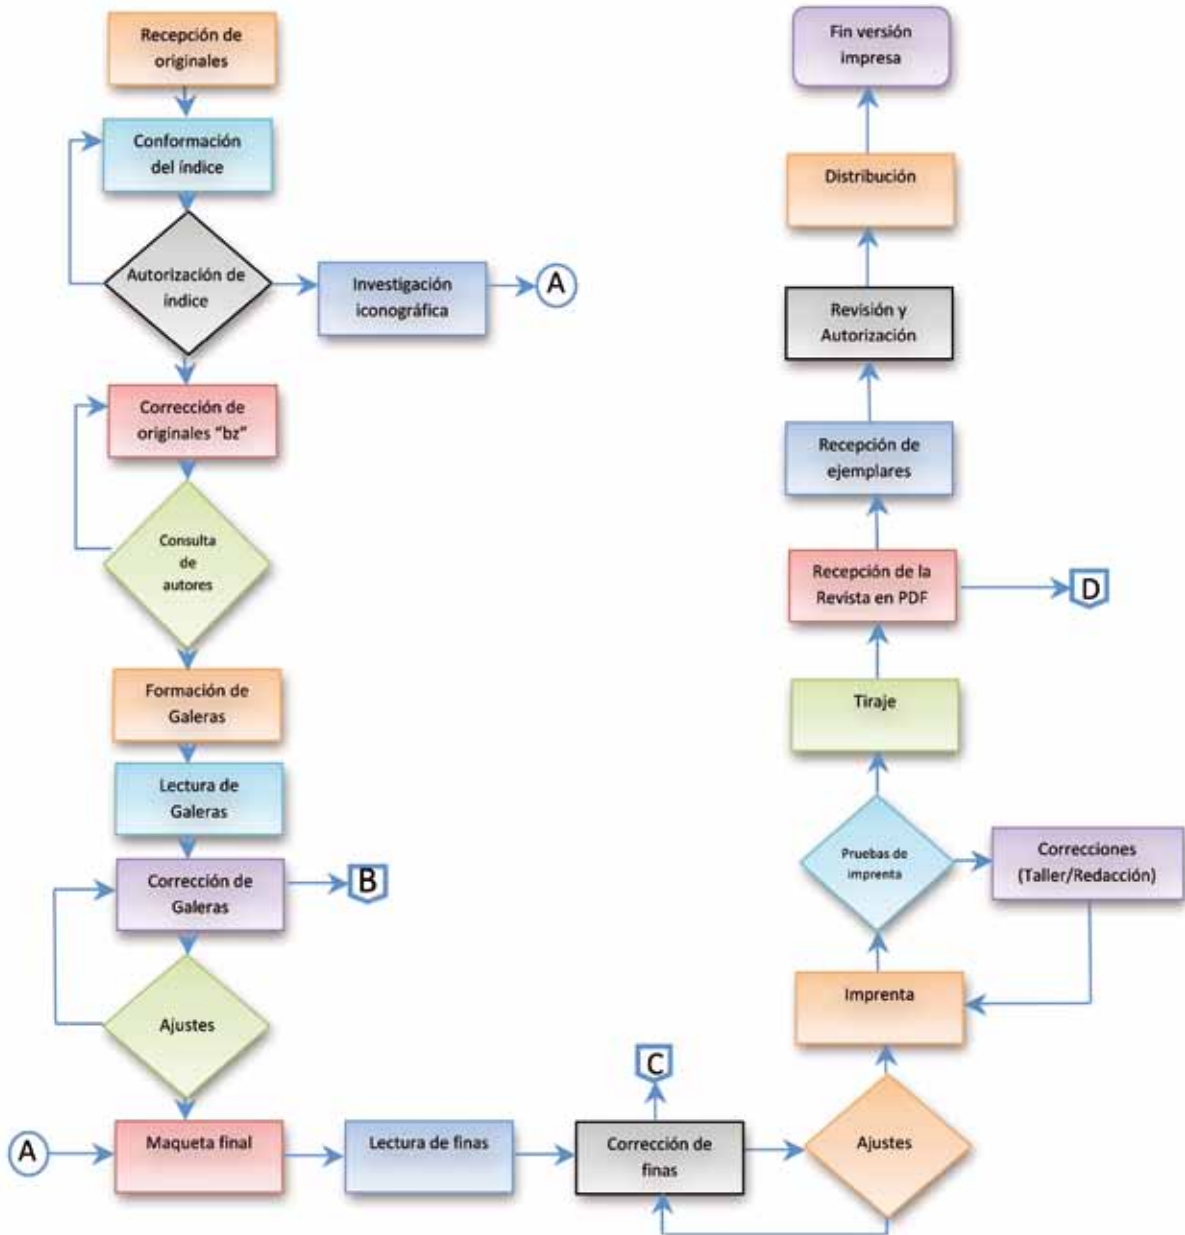 Recepción de
originales
Conformación
del índice
Autorización de
índice
Investigación
iconográfica
A
Corrección de
originales “bz”
Consulta
de
autores
Formación de
Galeras
Lectura de
Galeras
Corrección de
Galeras
B
Ajustes
A
Maqueta final
Lectura de finas
Corrección de
finas
C
Ajustes
Imprenta
Pruebas de
imprenta
Correcciones
(Taller/Redacción)
Tiraje
Recepción de la
Revista en PDF
D
Recepción de
ejemplares
Revisión y
Autorización
Distribución
Fin versión
impresa